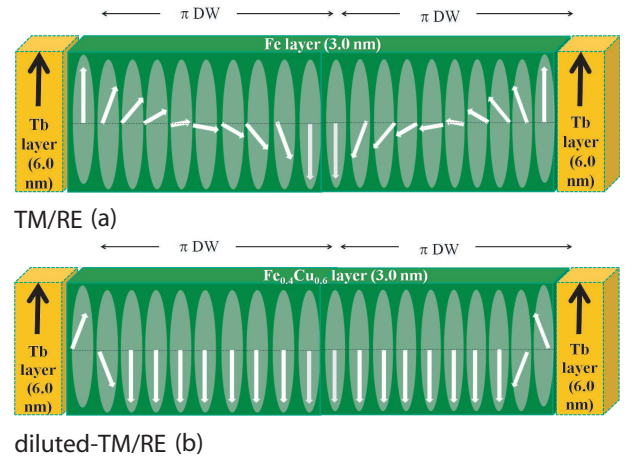 π DW
π DW
Fe layer (3.0 nm)
Tb
layer
(6.0
nm)
Tb
layer
(6.0
nm)
TM/RE (a)
π DW
π DW
Fe0.4Cu0.6 layer (3.0 nm)
Tb
layer
(6.0
nm)
Tb
layer
(6.0
nm)
diluted-TM/RE (b)